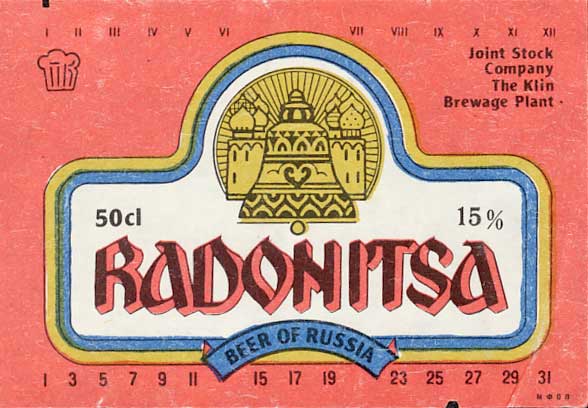 I II III IV V VI VII VIII IX X XI XII
Joint Stock
Company
The Klin
Brewage Plant
50cl
15%
RADONITSA
BEER OF RUSSIA
1 3 5 7 9 11 15 17 19 23 25 27 29 31
МФОП